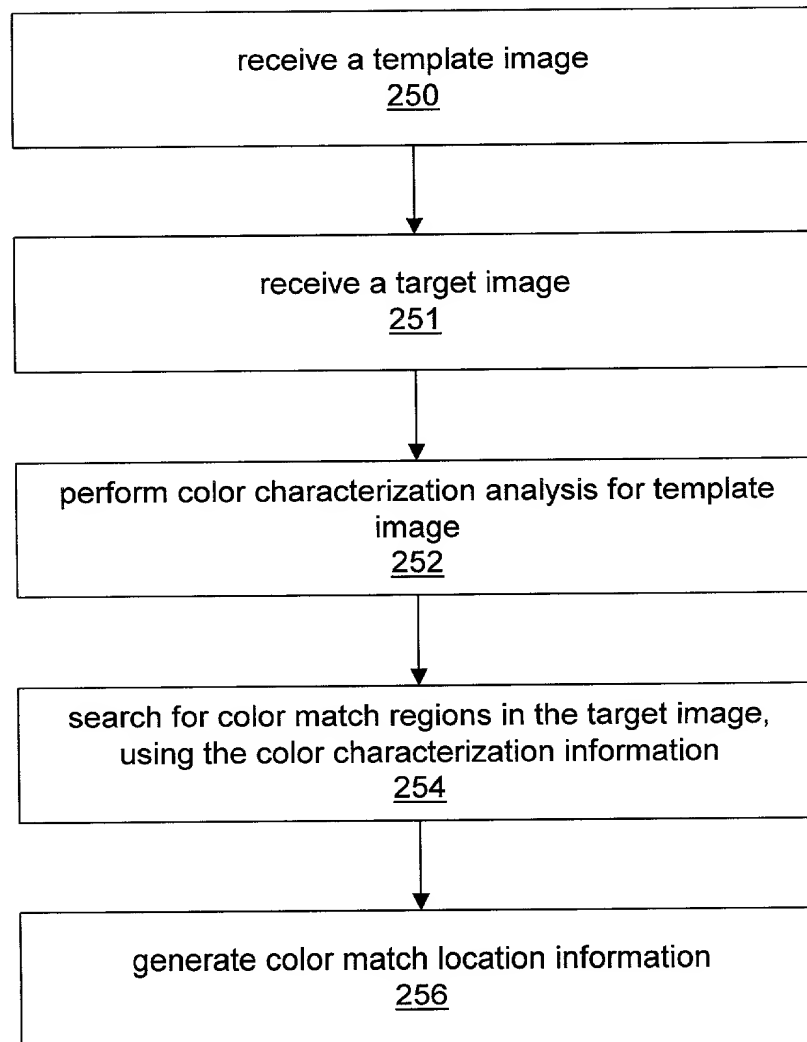 receive a template image
250
receive a target image
251
perform color characterization analysis for template
image
252
search for color match regions in the target image,
using the color characterization information
254
generate color match location information
256